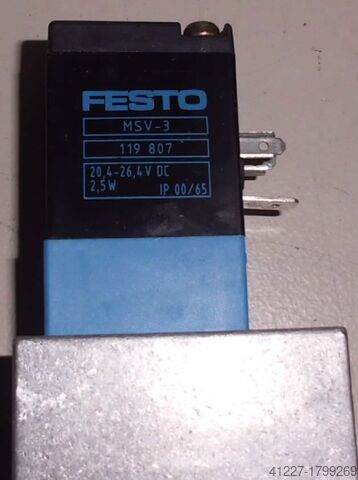 FESTO
MSV-3
119 807
20,4-26,4V DC
2,5W IP 00/65
41227-1799269